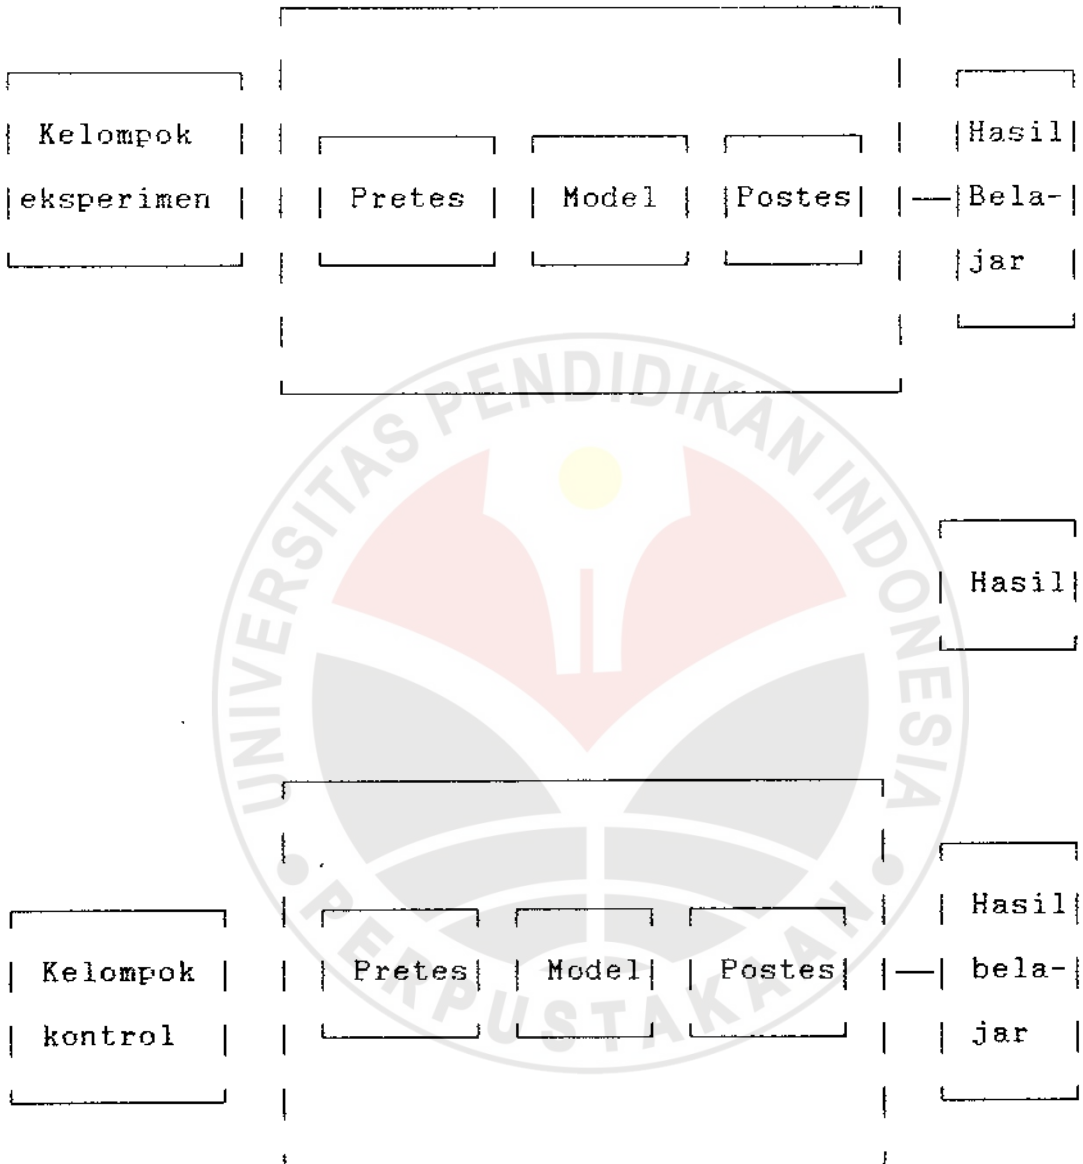 Kelompok
eksperimen
Pretes
Model
Postes
Hasil
Bela-
jar
Hasil
Kelompok
kontrol
Pretes
Model
Postes
Hasil
bela-
jar
UNIVERSITAS PENDIDIKAN INDONESIA
PERPUSTAKAAN